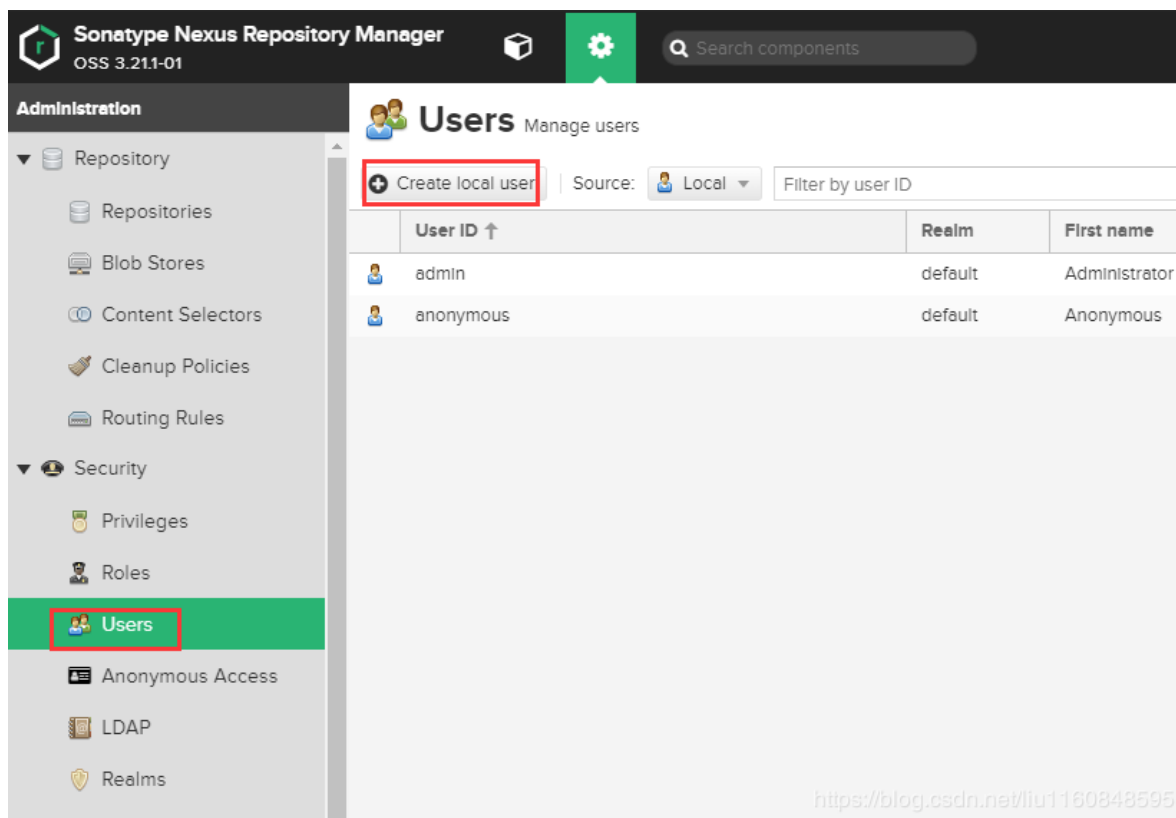 Sonatype Nexus Repository Manager
OSS 3.21.1-01
Search components
Administration
Repository
Repositories
Blob Stores
Content Selectors
Cleanup Policies
Routing Rules
Security
Privileges
Roles
Users
Anonymous Access
LDAP
Realms
Users Manage users
Create local user Source: Local Filter by user ID
User ID Realm First name
admin default Administrator
anonymous default Anonymous
https://blog.csdn.net/liu1160848595